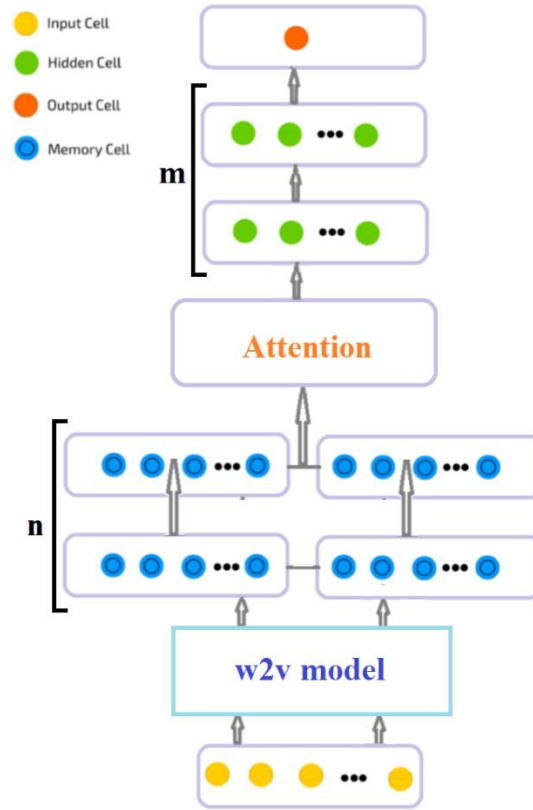 Input Cell
Hidden Cell
Output Cell
Memory Cell
m
Attention
n
w2v model